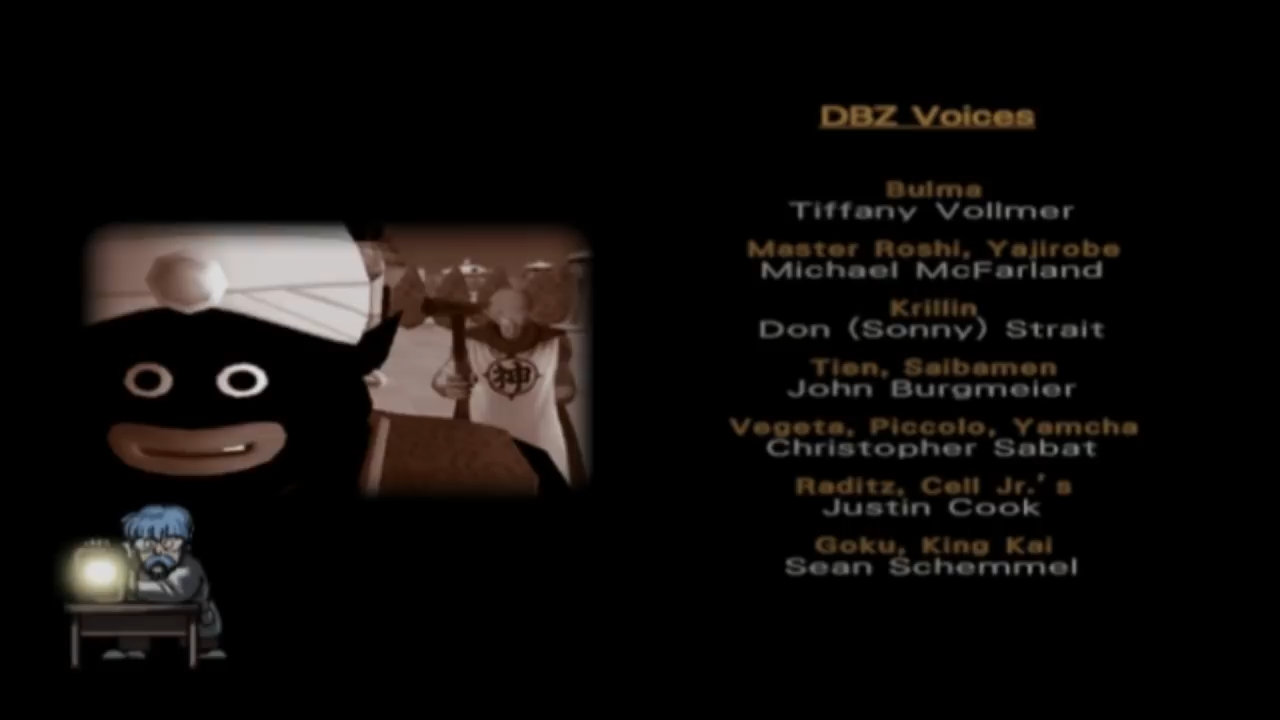 DBZ Voices
Bulma
Tiffany Vollmer
Master Roshi, Yajirobe
Michael McFarland
Krillin
Don (Sonny) Strait
Tien, Saibamen
John Burgmeier
Vegeta, Piccolo, Yamcha
Christopher Sabat
Raditz, Cell Jr.'s
Justin Cook
Goku, King Kai
Sean Schemmel
神